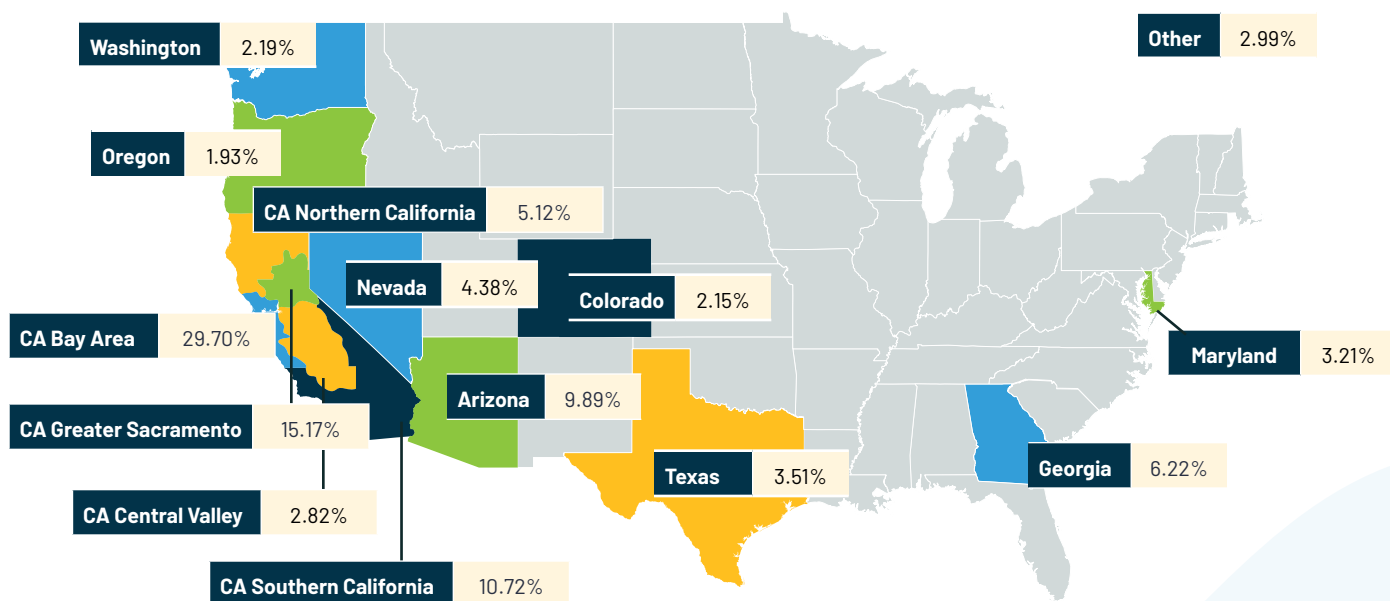 Washington 2.19%
Other 2.99%
Oregon 1.93%
CA Northern California 5.12%
Nevada 4.38%
Colorado 2.15%
CA Bay Area 29.70%
Maryland 3.21%
Arizona 9.89%
CA Greater Sacramento 15.17%
Texas 3.51%
Georgia 6.22%
CA Central Valley 2.82%
CA Southern California 10.72%